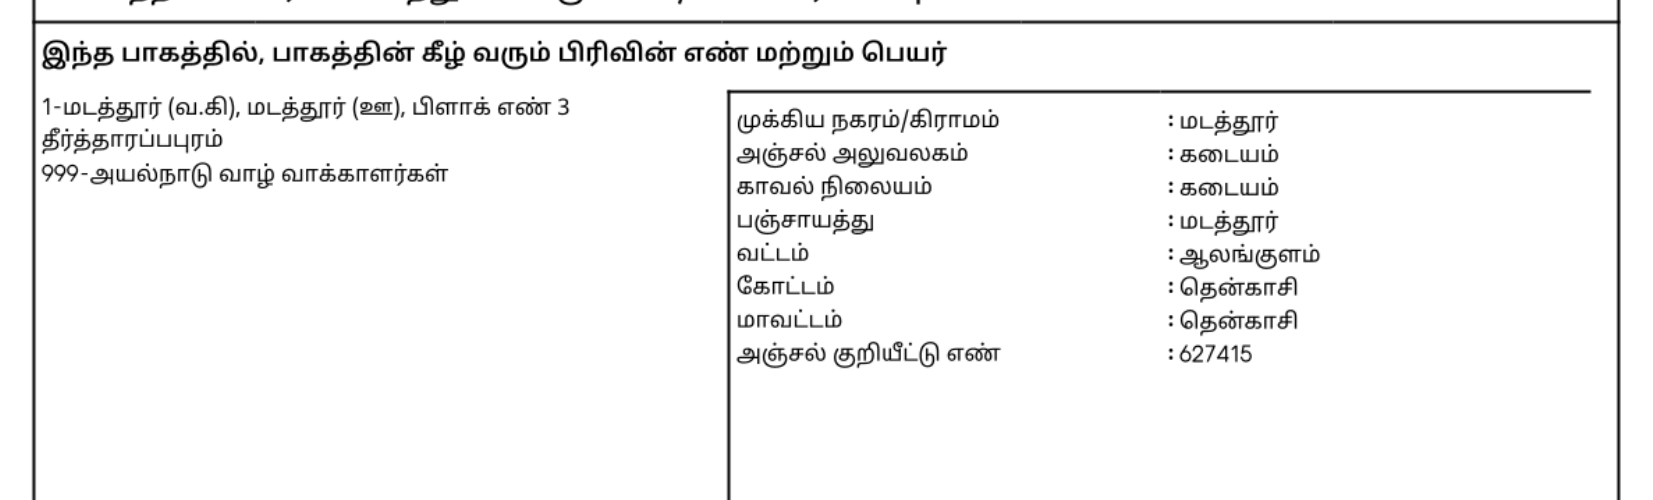 இந்த பாகத்தில், பாகத்தின் கீழ் வரும் பிரிவின் எண் மற்றும் பெயர்
1-மடத்தூர் (வ.கி), மடத்தூர் (ஊ), பிளாக் எண் 3
தீர்த்தாரப்பபுரம்
999-அயல்நாடு வாழ் வாக்காளர்கள்
முக்கிய நகரம்/கிராமம் : மடத்தூர்
அஞ்சல் அலுவலகம் : கடையம்
காவல் நிலையம் : கடையம்
பஞ்சாயத்து : மடத்தூர்
வட்டம் : ஆலங்குளம்
கோட்டம் : தென்காசி
மாவட்டம் : தென்காசி
அஞ்சல் குறியீட்டு எண் : 627415